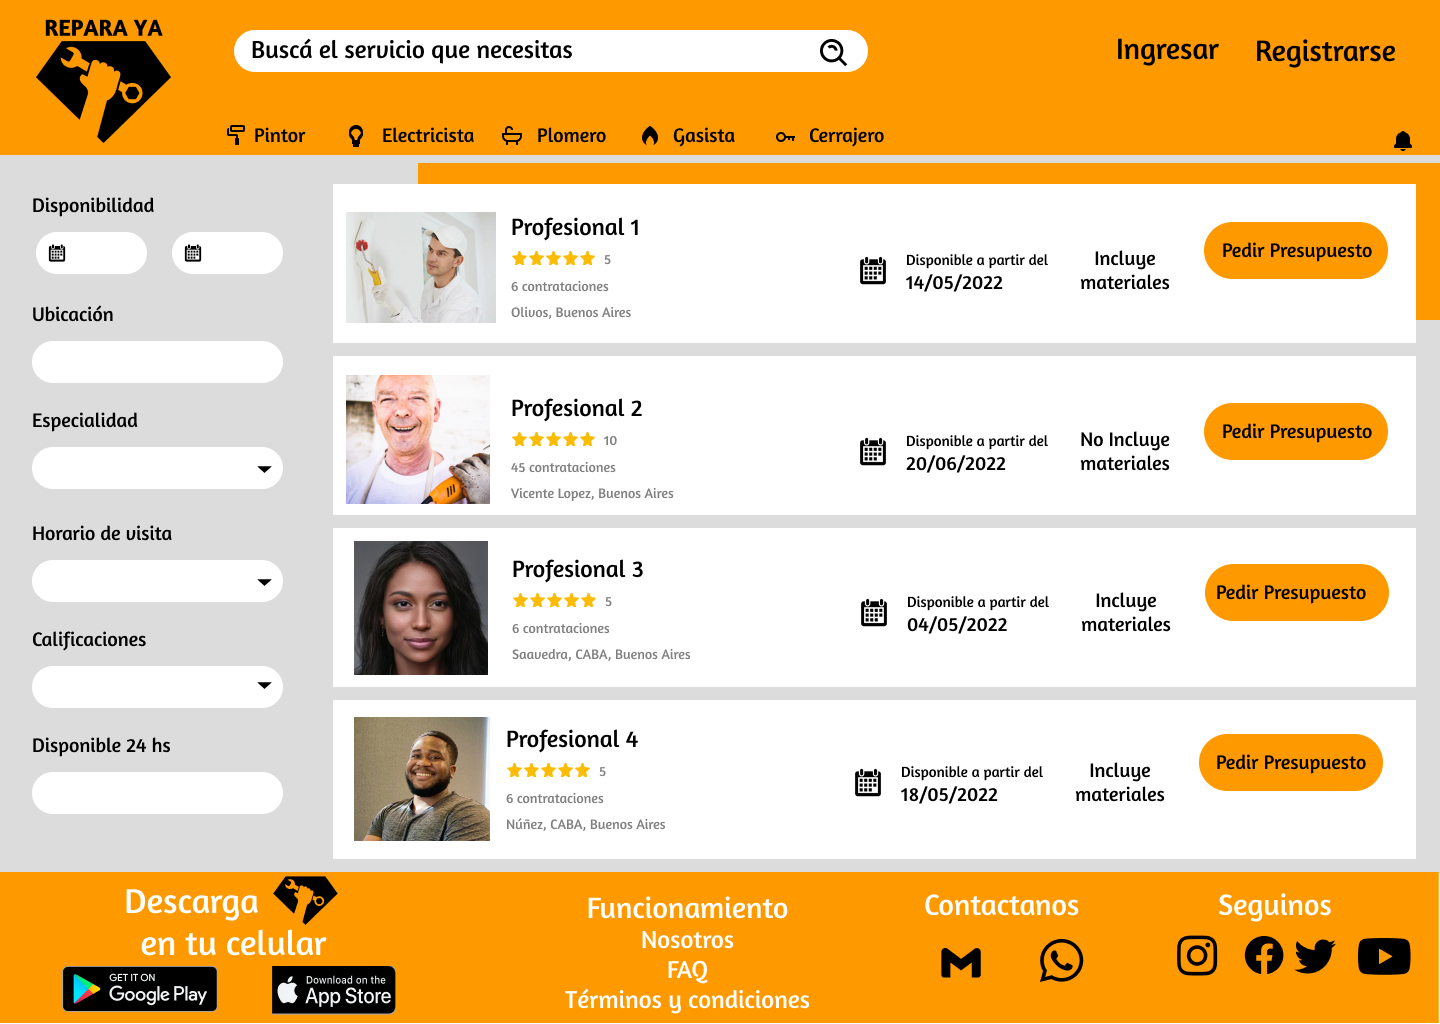 REPARA YA
Buscá el servicio que necesitas
Ingresar
Registrarse
Pintor
Electricista
Plomero
Gasista
Cerrajero
Disponibilidad
Ubicación
Especialidad
Horario de visita
Calificaciones
Disponible 24 hs
Profesional 1
5
6 contrataciones
Olivos, Buenos Aires
Disponible a partir del
14/05/2022
Incluye
materiales
Pedir Presupuesto
Profesional 2
10
45 contrataciones
Vicente Lopez, Buenos Aires
Disponible a partir del
20/06/2022
No Incluye
materiales
Pedir Presupuesto
Profesional 3
5
6 contrataciones
Saavedra, CABA, Buenos Aires
Disponible a partir del
04/05/2022
Incluye
materiales
Pedir Presupuesto
Profesional 4
5
6 contrataciones
Núñez, CABA, Buenos Aires
Disponible a partir del
18/05/2022
Incluye
materiales
Pedir Presupuesto
Descarga
en tu celular
GET IT ON
Google Play
Download on the
App Store
Funcionamiento
Nosotros
FAQ
Términos y condiciones
Contactanos
Seguinos